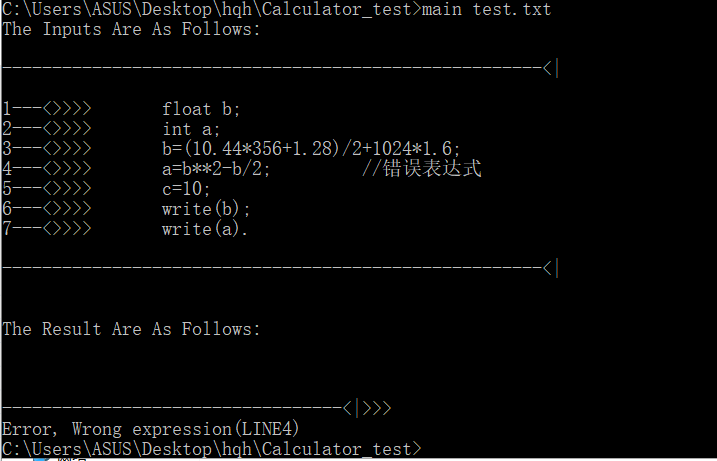 C:\Users\ASUS\Desktop\hqh\Calculator_test>main test.txt
The Inputs Are As Follows:
------------------------------------------------------<|
1---<>>>>       float b;
2---<>>>>       int a;
3---<>>>>       b=(10.44*356+1.28)/2+1024*1.6;
4---<>>>>       a=b**2-b/2;         //错误表达式
5---<>>>>       c=10;
6---<>>>>       write(b);
7---<>>>>       write(a).
------------------------------------------------------<|
The Result Are As Follows:
----------------------------------<|>>>
Error, Wrong expression(LINE4)
C:\Users\ASUS\Desktop\hqh\Calculator_test>